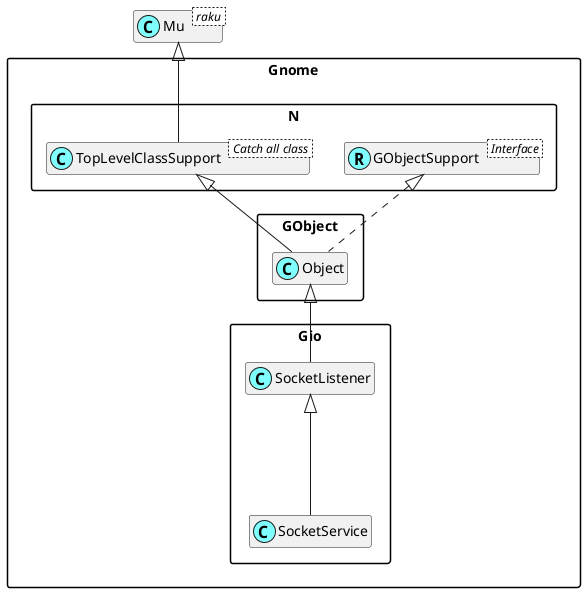 C Mu raku
Gnome
N
C TopLevelClassSupport Catch all class
R GObjectSupport Interface
GObject
C Object
Gio
C SocketListener
C SocketService